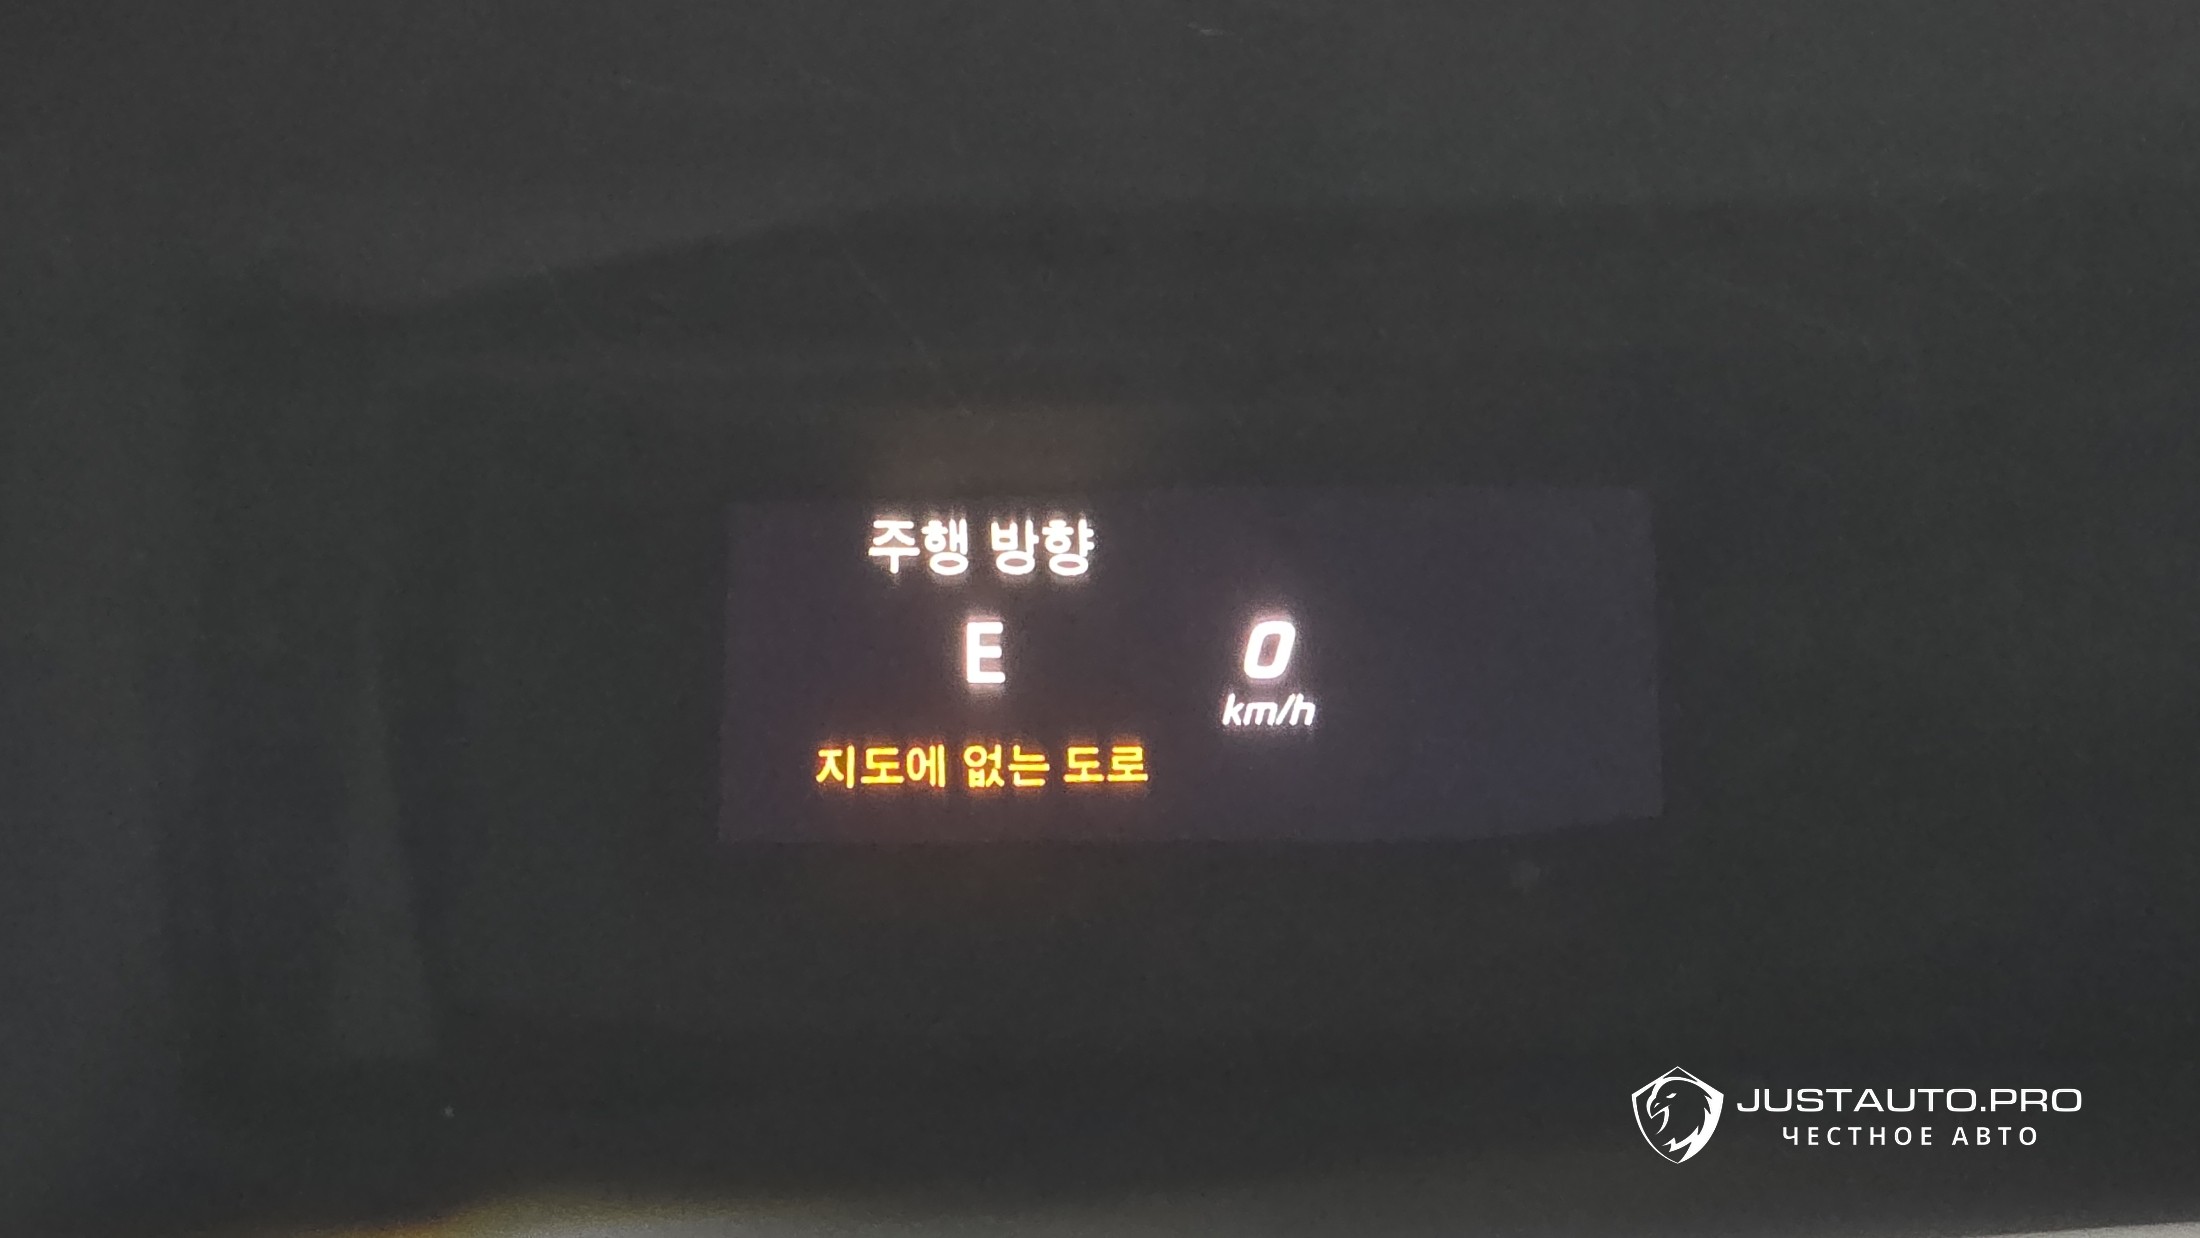 주행 방향
E
0
km/h
지도에 없는 도로
JUSTAUTO.PRO
ЧЕСТНОЕ АВТО